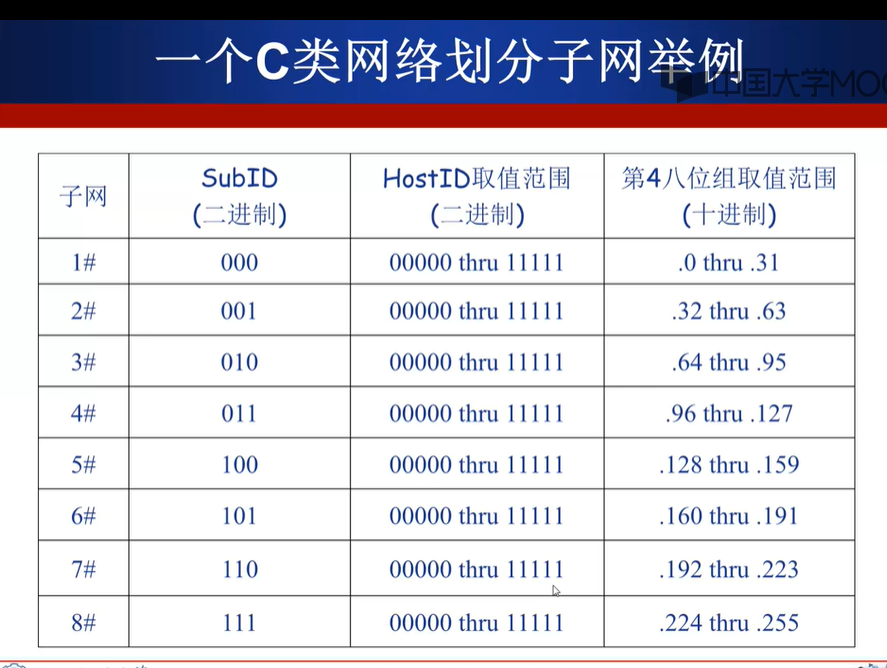 一个C类网络划分子网举例
中国大学MOO
子网 SubID (二进制) HostID取值范围 (二进制) 第4八位组取值范围 (十进制)
1# 000 00000 thru 11111 .0 thru .31
2# 001 00000 thru 11111 .32 thru .63
3# 010 00000 thru 11111 .64 thru .95
4# 011 00000 thru 11111 .96 thru .127
5# 100 00000 thru 11111 .128 thru .159
6# 101 00000 thru 11111 .160 thru .191
7# 110 00000 thru 11111 .192 thru .223
8# 111 00000 thru 11111 .224 thru .255